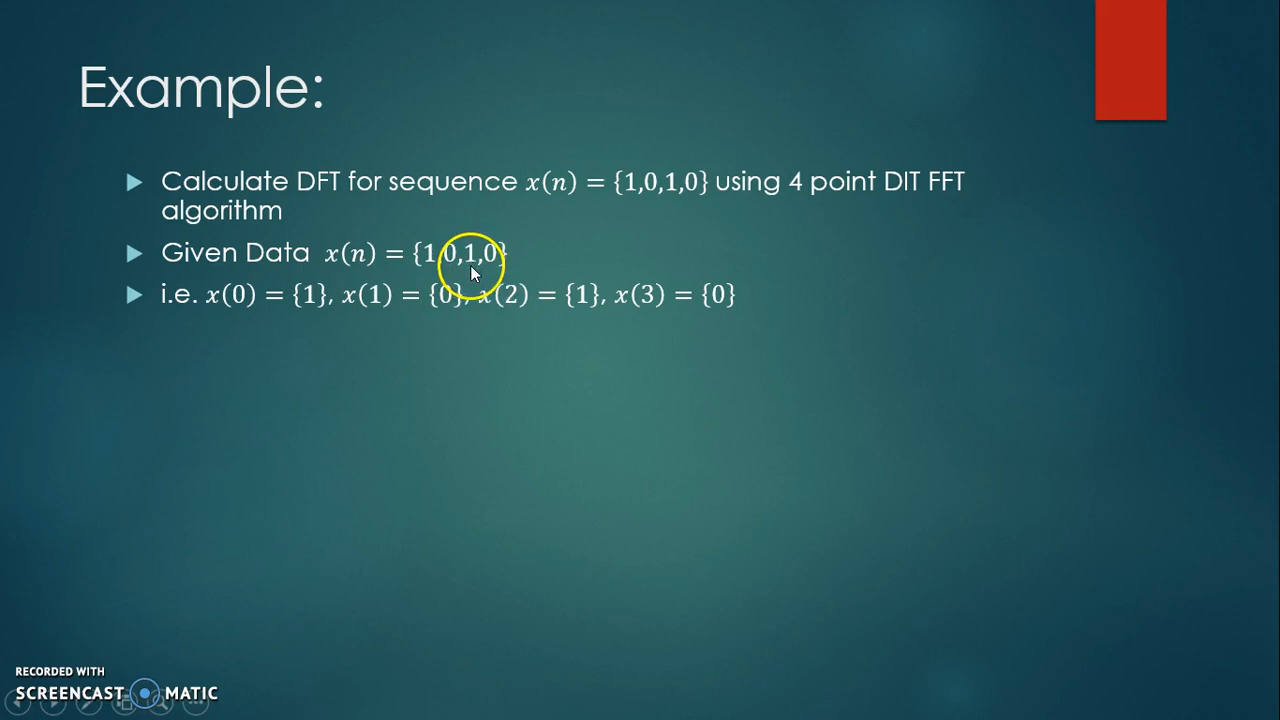 Example:
Calculate DFT for sequence x(n) = {1,0,1,0} using 4 point DIT FFT
algorithm
Given Data x(n) = {1,0,1,0}
i.e. x(0) = {1}, x(1) = {0}, x(2) = {1}, x(3) = {0}
RECORDED WITH
SCREENCAST MATIC